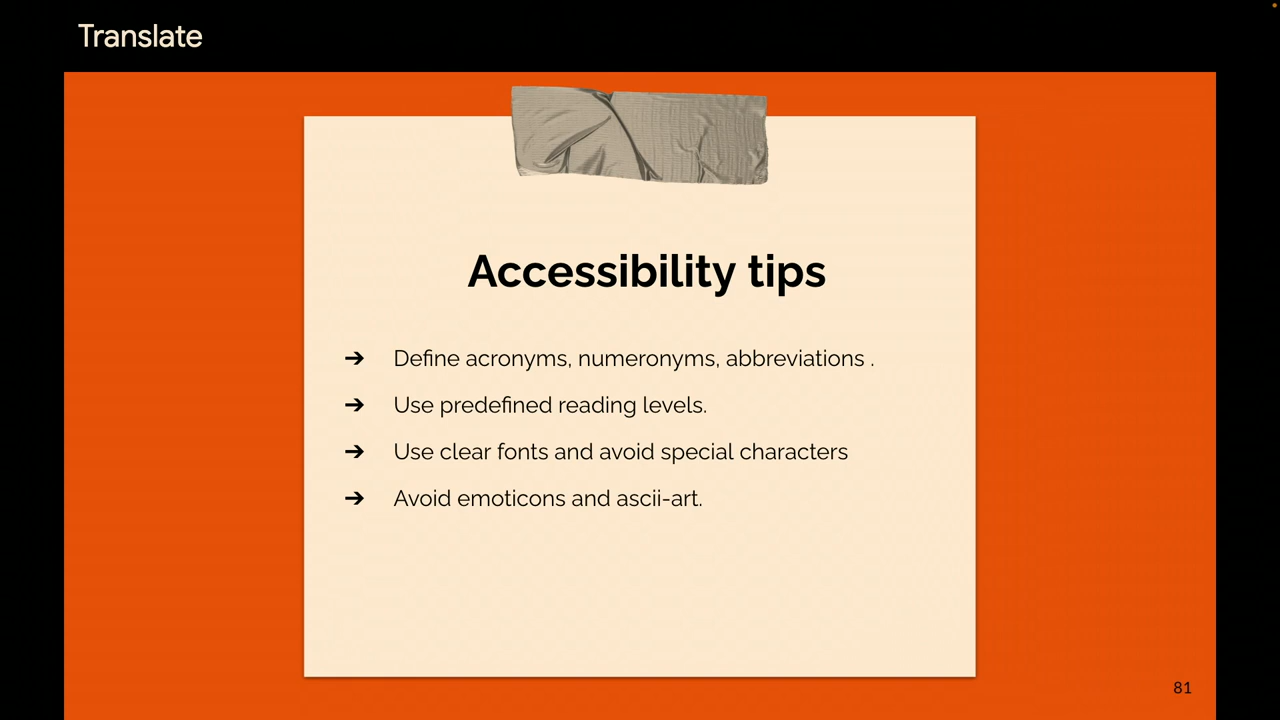 Translate
Accessibility tips
➔ Define acronyms, numeronyms, abbreviations .
➔ Use predefined reading levels.
➔ Use clear fonts and avoid special characters
➔ Avoid emoticons and ascii-art.
81